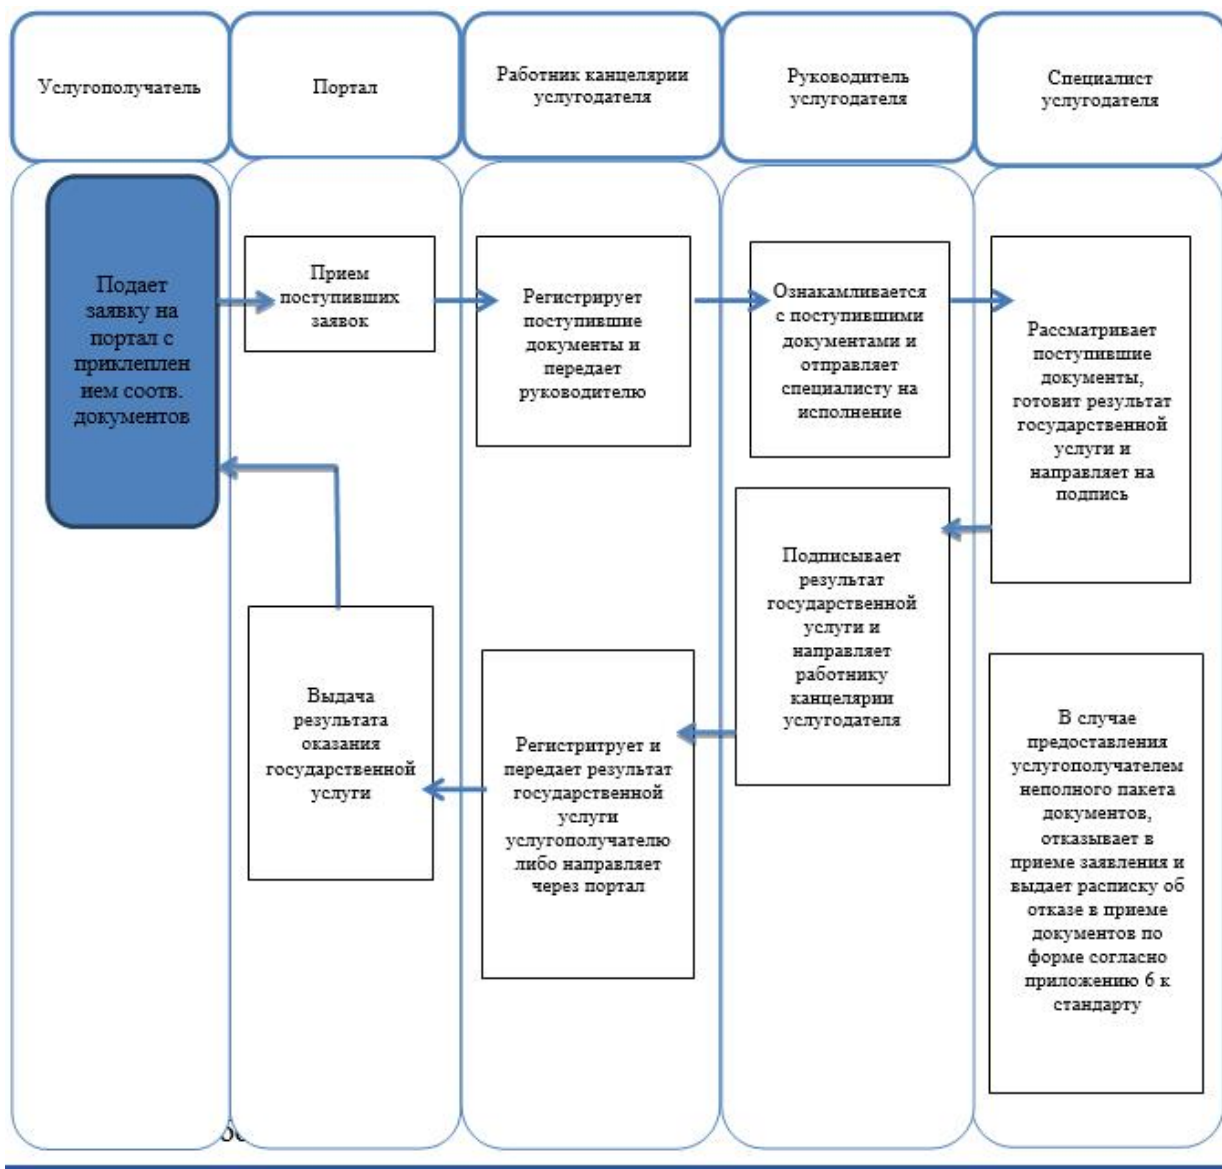 Услугополучатель
Портал
Работник канцелярии
услугодателя
Руководитель
услугодателя
Специалист
услугодателя
Подает
заявку на
портал с
приклеплен
ием соотв.
документов
Прием
поступивших
заявок
Регистрирует
поступившие
документы и
передает
руководителю
Ознакамливается
с поступившими
документами и
отправляет
специалисту на
исполнение
Рассматривает
поступившие
документы,
готовит результат
государственной
услуги и
направляет на
подпись
Подписывает
результат
государственной
услуги и
направляет
работнику
канцелярии
услугодателя
Регистритрует и
передает результат
государственной
услуги
услугополучателю
либо направляет
через портал
Выдача
результата
оказания
государственной
услуги
В случае
предоставления
услугополучателем
неполного пакета
документов,
отказывает в
приеме заявления и
выдает расписку об
отказе в приеме
документов по
форме согласно
приложению 6 к
стандарту